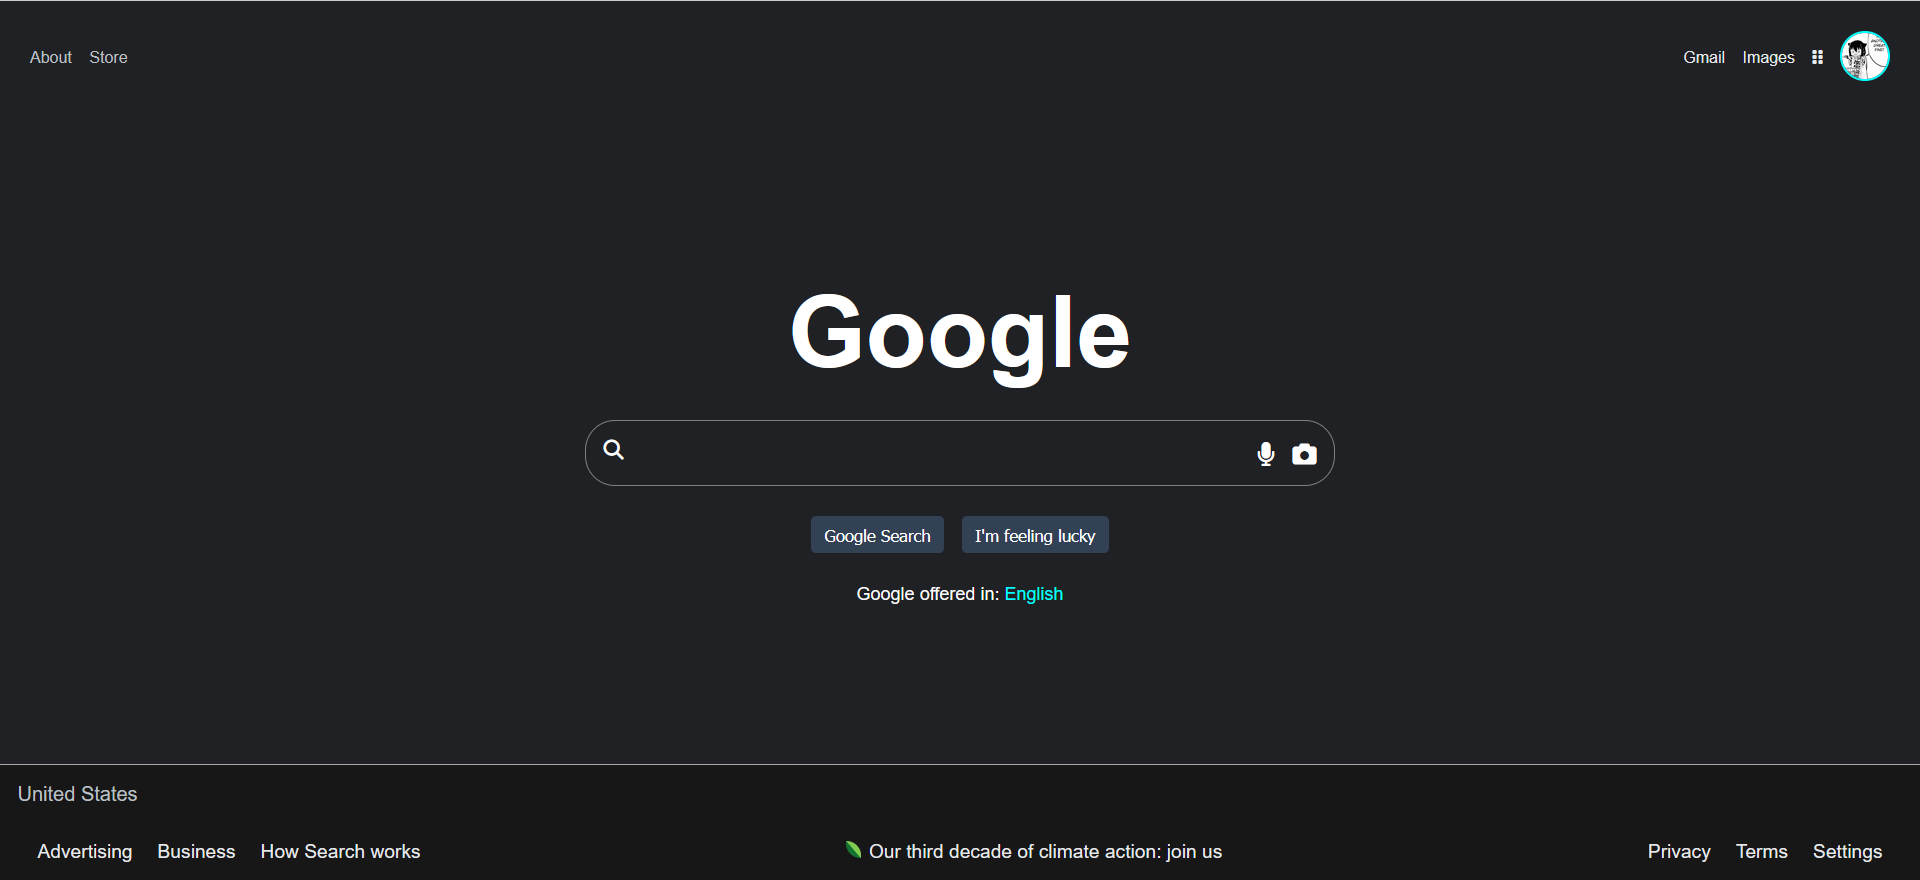 About Store
Gmail Images
Google
Google Search I'm feeling lucky
Google offered in: English
United States
Advertising Business How Search works
Our third decade of climate action: join us
Privacy Terms Settings